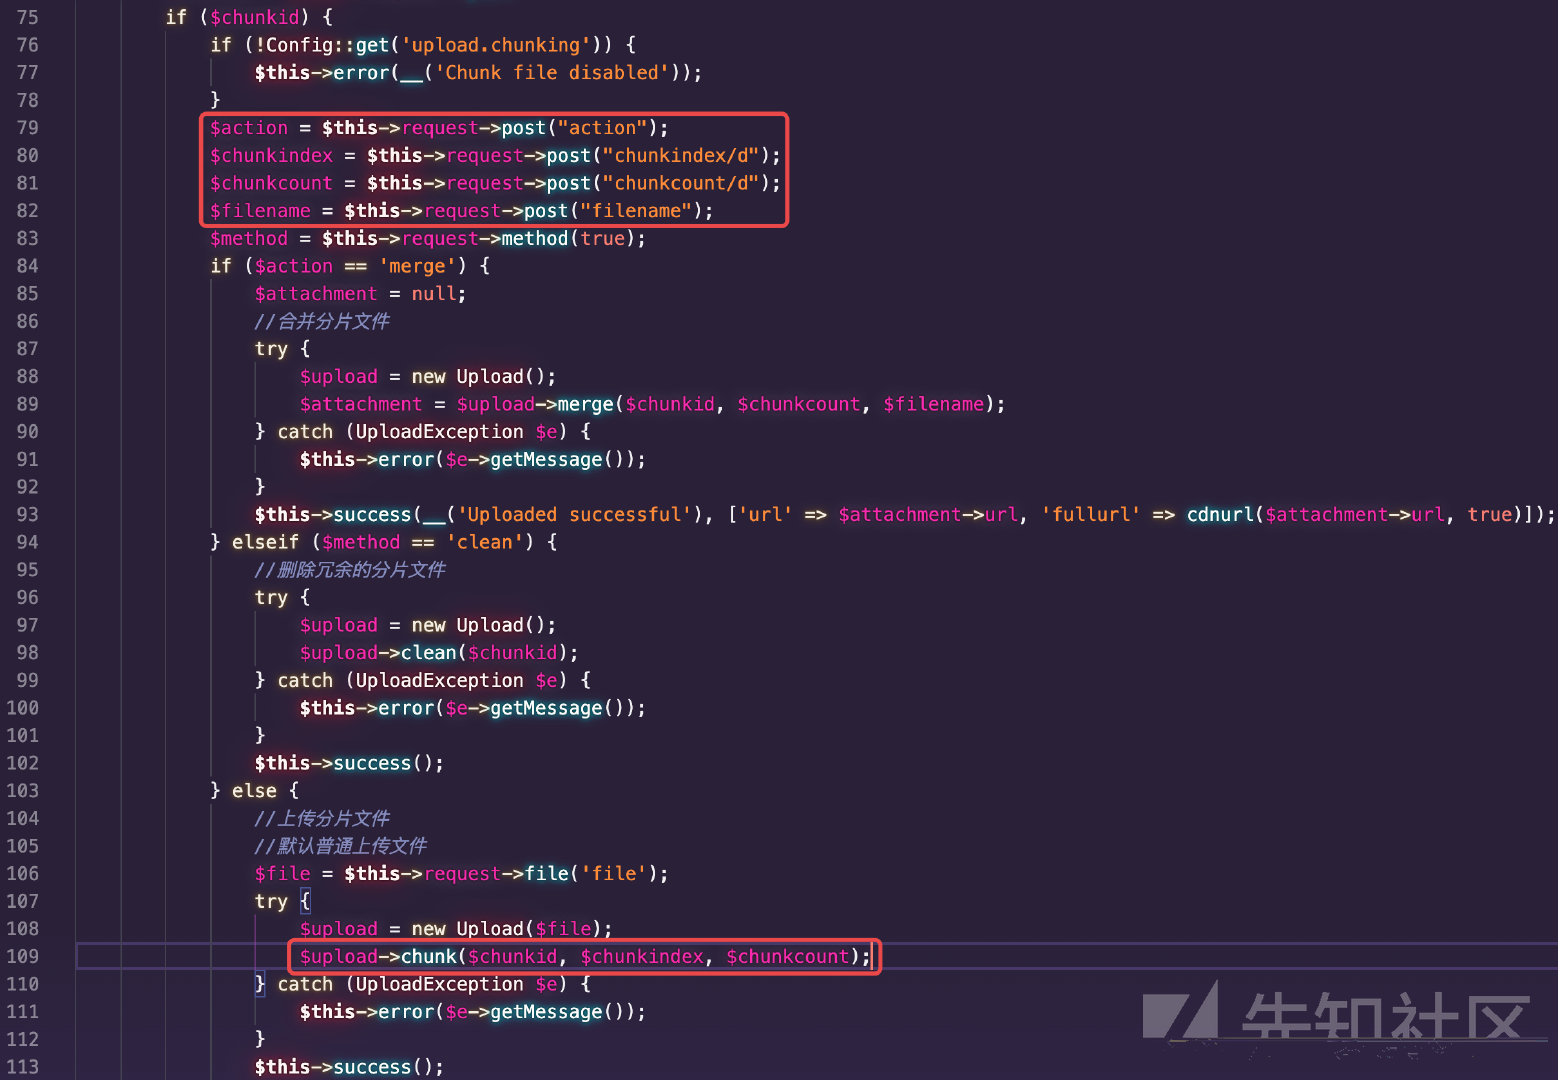 75 if ($chunkid) {
76 if (!Config::get('upload.chunking')) {
77 $this->error(__('Chunk file disabled'));
78 }
79 $action = $this->request->post("action");
80 $chunkindex = $this->request->post("chunkindex/d");
81 $chunkcount = $this->request->post("chunkcount/d");
82 $filename = $this->request->post("filename");
83 $method = $this->request->method(true);
84 if ($action == 'merge') {
85 $attachment = null;
86 //合并分片文件
87 try {
88 $upload = new Upload();
89 $attachment = $upload->merge($chunkid, $chunkcount, $filename);
90 } catch (UploadException $e) {
91 $this->error($e->getMessage());
92 }
93 $this->success(__('Uploaded successful'), ['url' => $attachment->url, 'fullurl' => cdnurl($attachment->url, true)]);
94 } elseif ($method == 'clean') {
95 //删除冗余的分片文件
96 try {
97 $upload = new Upload();
98 $upload->clean($chunkid);
99 } catch (UploadException $e) {
100 $this->error($e->getMessage());
101 }
102 $this->success();
103 } else {
104 //上传分片文件
105 //默认普通上传文件
106 $file = $this->request->file('file');
107 try {
108 $upload = new Upload($file);
109 $upload->chunk($chunkid, $chunkindex, $chunkcount);
110 } catch (UploadException $e) {
111 $this->error($e->getMessage());
112 }
113 $this->success();
先知社区